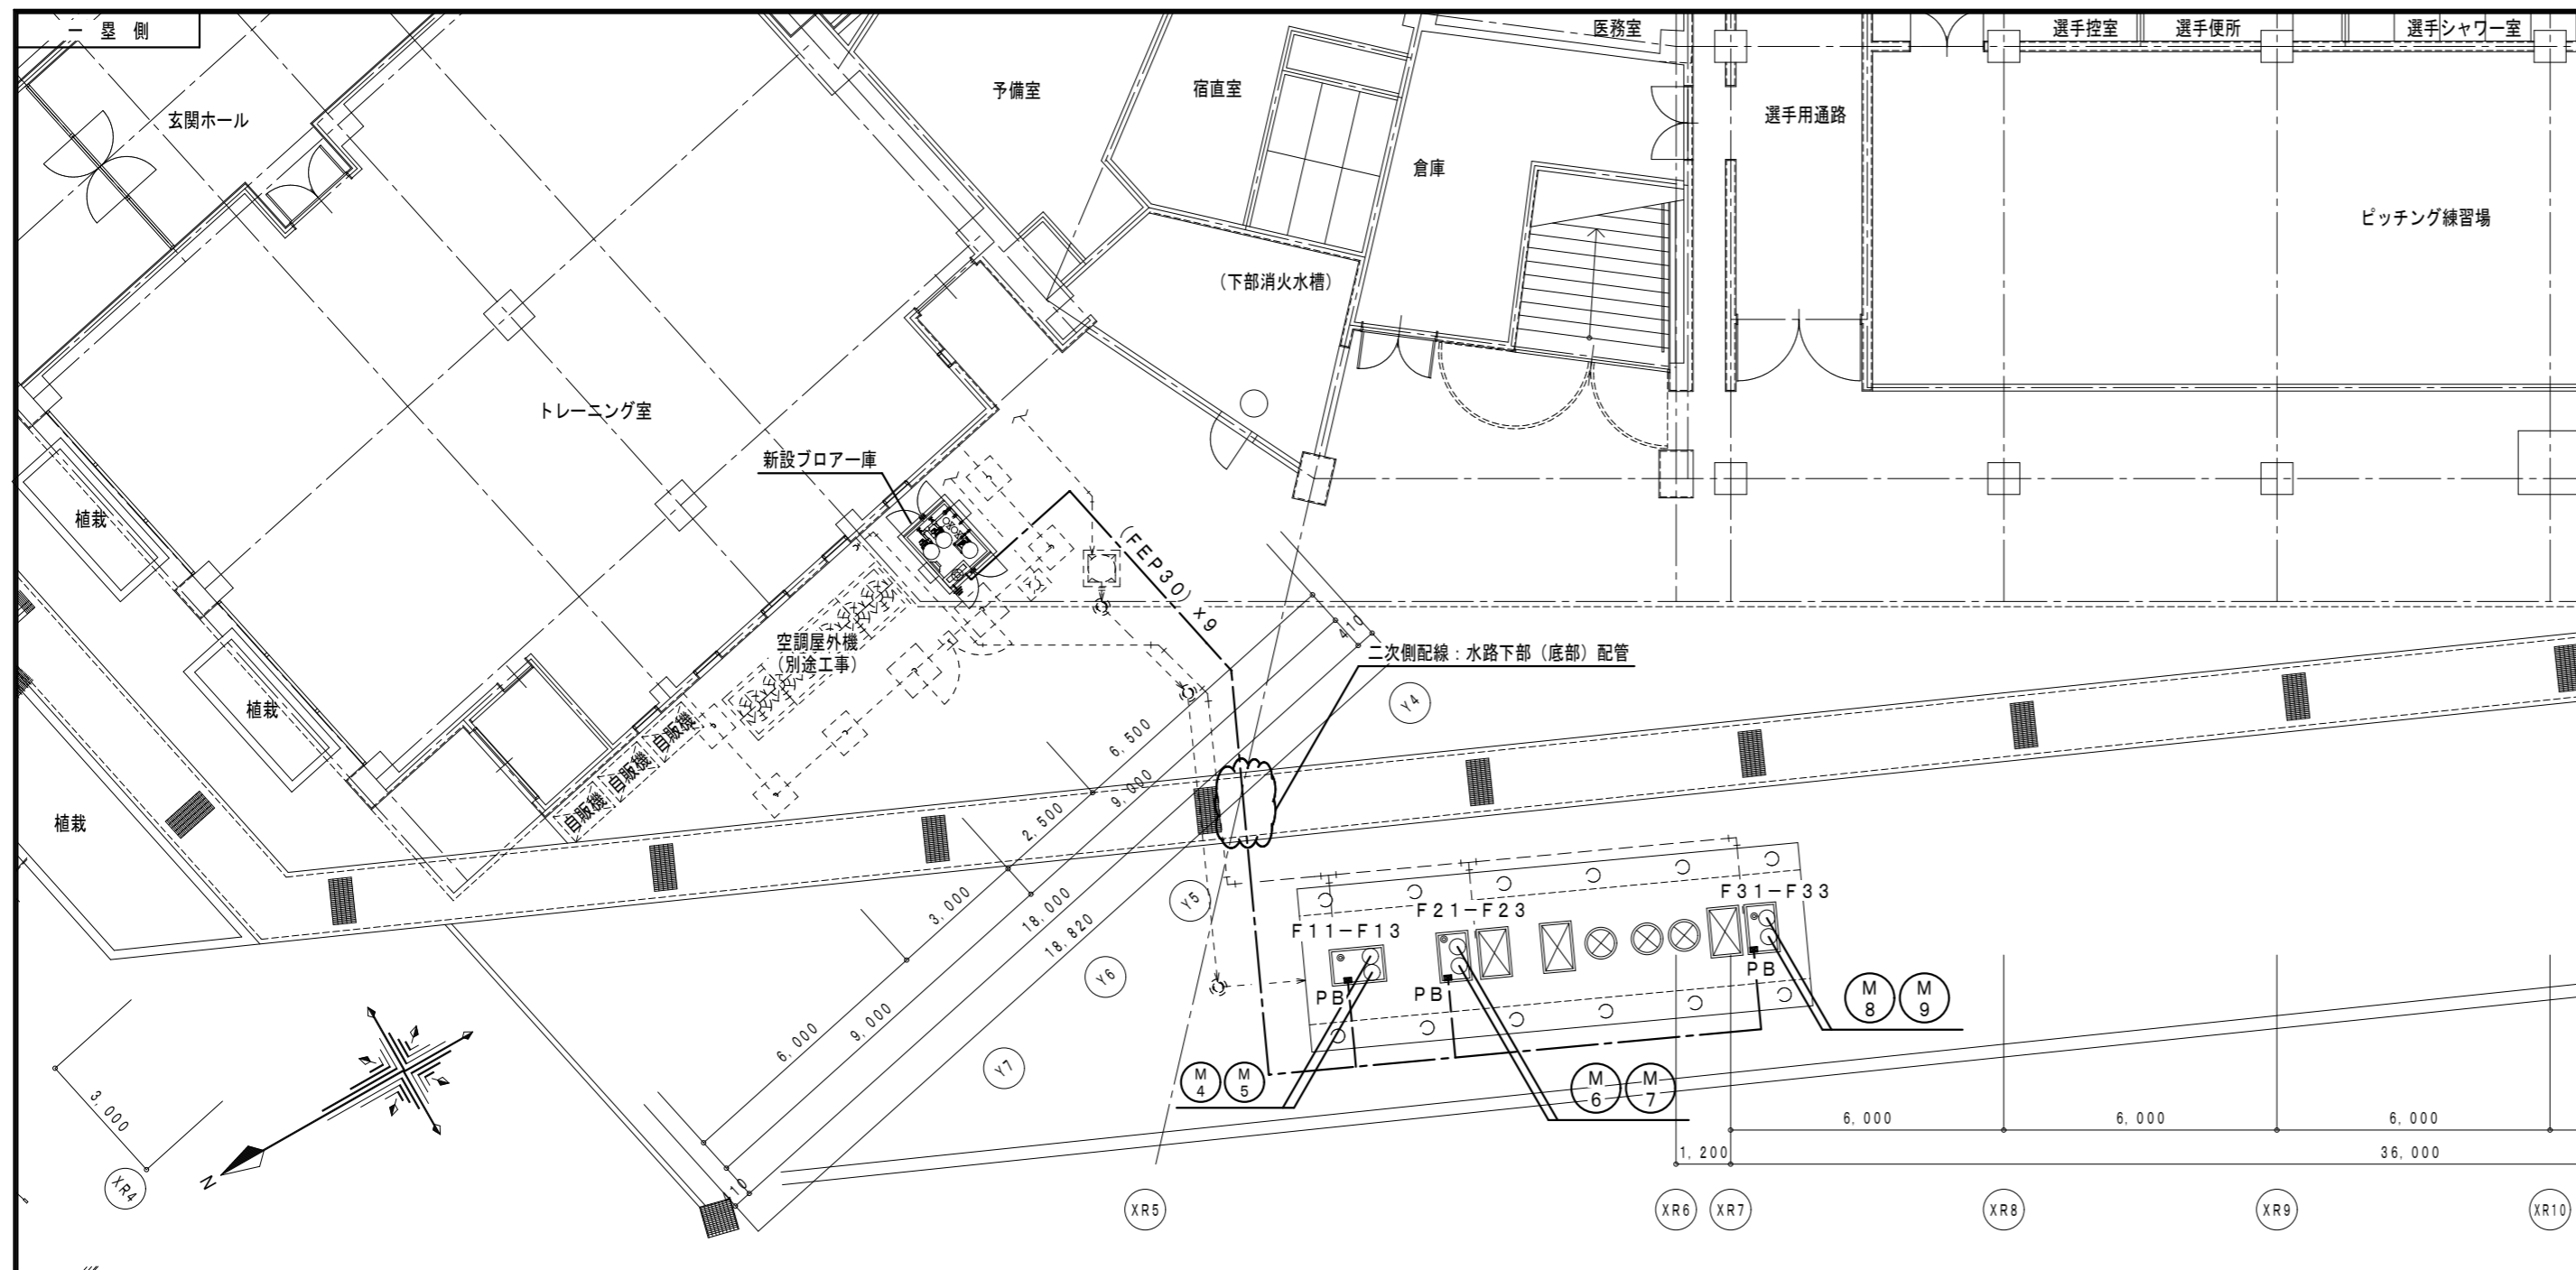 一 塁 側
医務室
選手控室
選手便所
選手シャワー室
予備室
宿直室
玄関ホール
選手用通路
倉庫
ピッチング練習場
(下部消火水槽)
トレーニング室
新設ブロアー庫
植栽
(FEP30)×9
空調屋外機
(別途工事)
410
二次側配線：水路下部（底部）配管
植栽
Y4
自販機
自販機
自販機
6,500
9,000
植栽
2,500
3,000
18,000
18,820
Y5
F31-F33
F21-F23
F11-F13
Y6
PB
PB
PB
M
8
M
9
6,000
9,000
Y7
M
4
M
5
M
6
M
7
3,000
6,000
6,000
6,000
1,200
36,000
N
XR4
XR5
XR6
XR7
XR8
XR9
XR10